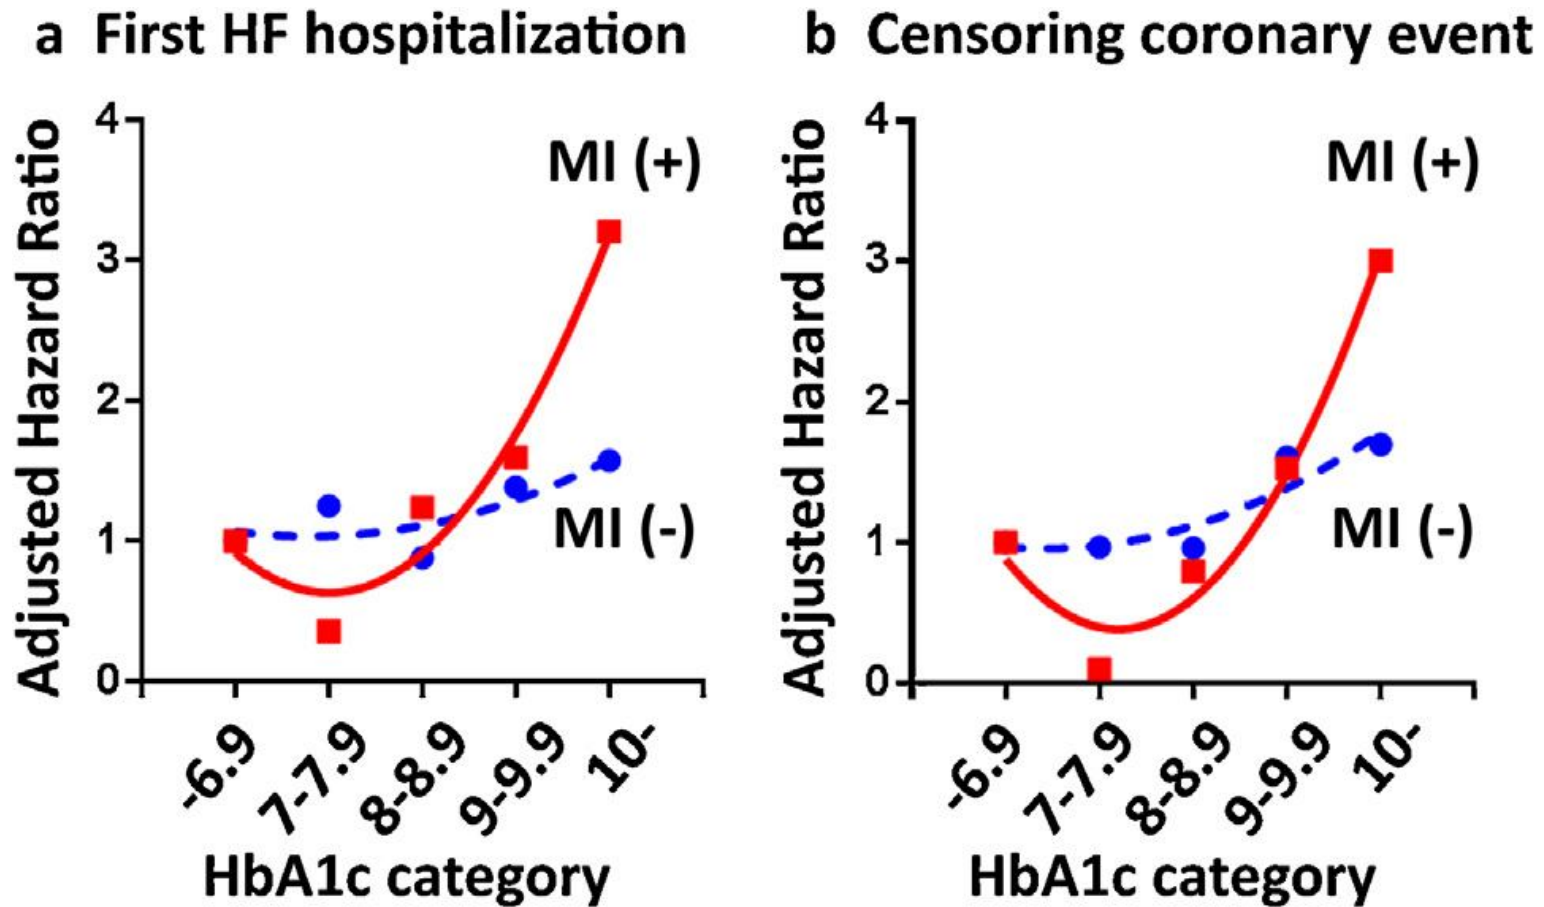 a First HF hospitalization
Adjusted Hazard Ratio
4
3
2
1
0
MI (+)
MI (-)
-6.9
7-7.9
8-8.9
9-9.9
10-
HbA1c category
b Censoring coronary event
Adjusted Hazard Ratio
4
3
2
1
0
MI (+)
MI (-)
-6.9
7-7.9
8-8.9
9-9.9
10-
HbA1c category